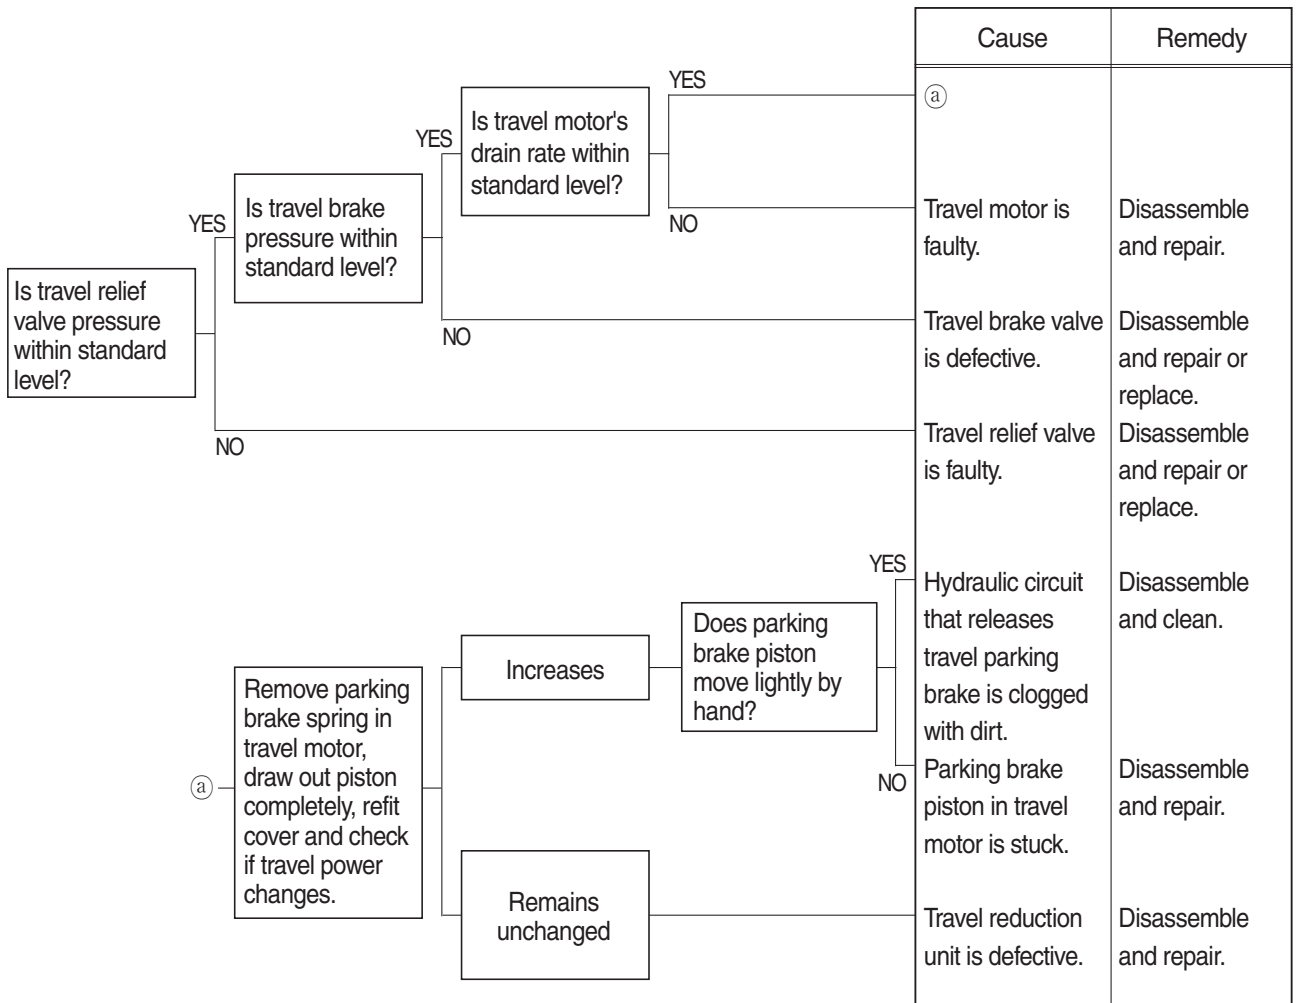 Cause
Remedy
YES
ⓐ
Is travel motor's
drain rate within
standard level?
YES
NO
Travel motor is
faulty.
Disassemble
and repair.
Is travel brake
pressure within
standard level?
YES
NO
Travel brake valve
is defective.
Disassemble
and repair or
replace.
Is travel relief
valve pressure
within standard
level?
NO
Travel relief valve
is faulty.
Disassemble
and repair or
replace.
ⓐ
Remove parking
brake spring in
travel motor,
draw out piston
completely, refit
cover and check
if travel power
changes.
Increases
Does parking
brake piston
move lightly by
hand?
YES
Hydraulic circuit
that releases
travel parking
brake is clogged
with dirt.
Disassemble
and clean.
NO
Parking brake
piston in travel
motor is stuck.
Disassemble
and repair.
Remains
unchanged
Travel reduction
unit is defective.
Disassemble
and repair.